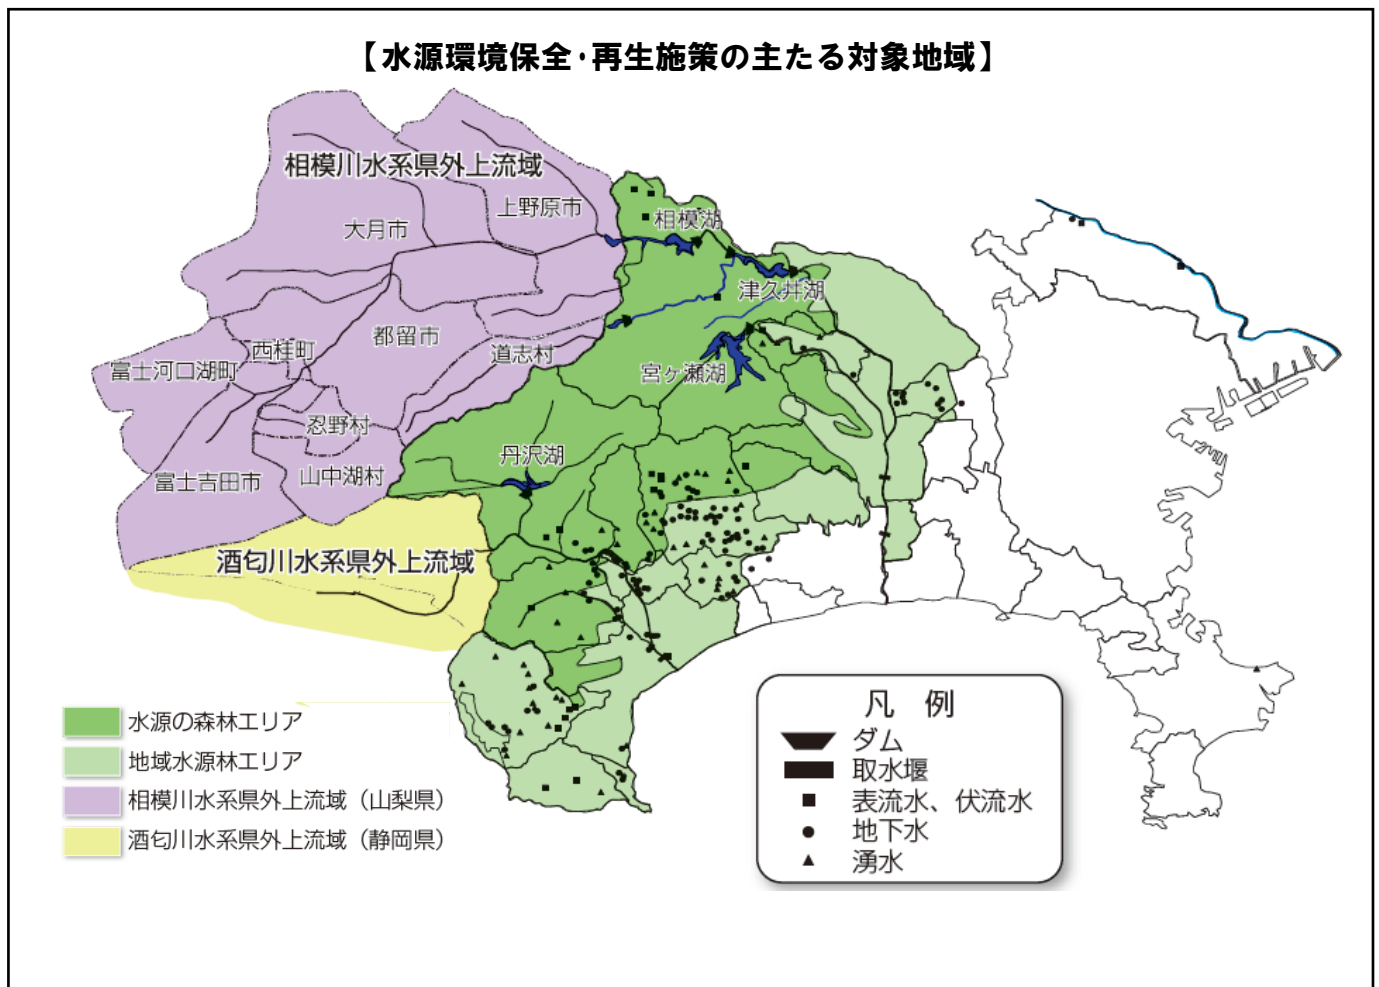 【水源環境保全・再生施策の主たる対象地域】
相模川水系県外上流域
上野原市
大月市
相模湖
津久井湖
都留市
西桂町
道志村
富士河口湖町
宮ヶ瀬湖
忍野村
丹沢湖
山中湖村
富士吉田市
酒匂川水系県外上流域
水源の森林エリア
地域水源林エリア
相模川水系県外上流域（山梨県）
酒匂川水系県外上流域（静岡県）
凡 例
ダム
取水堰
表流水、伏流水
地下水
湧水